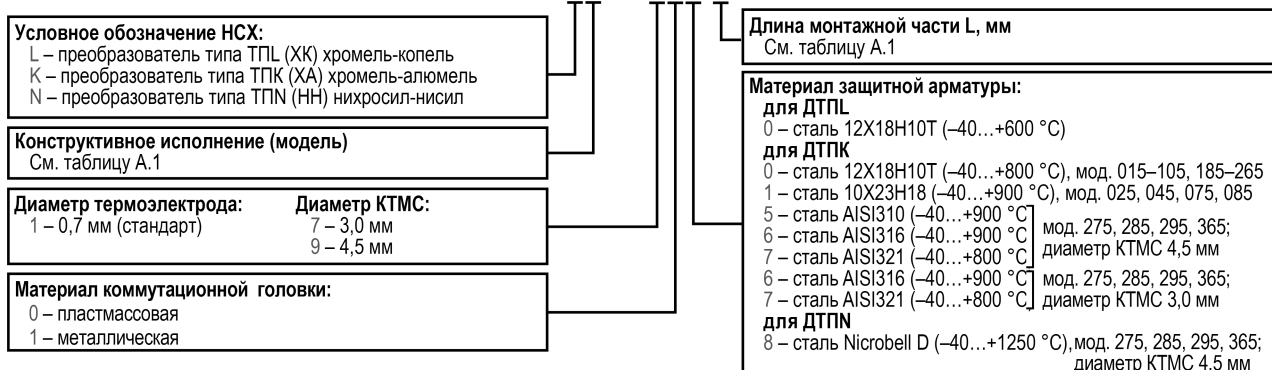 Условное обозначение НСХ:
L – преобразователь типа ТПL (ХК) хромель-копель
K – преобразователь типа ТПК (ХА) хромель-алюмель
N – преобразователь типа ТПN (НН) нихросил-нисил
Конструктивное исполнение (модель)
См. таблицу А.1
Диаметр термоэлектрода: Диаметр КТМС:
1 – 0,7 мм (стандарт) 7 – 3,0 мм
9 – 4,5 мм
Материал коммутационной головки:
0 – пластмассовая
1 – металлическая
Длина монтажной части L, мм
См. таблицу А.1
Материал защитной арматуры:
для ДТПL
0 – сталь 12Х18Н10Т (–40…+600 °С)
для ДТПК
0 – сталь 12Х18Н10Т (–40…+800 °С), мод. 015–105, 185–265
1 – сталь 10Х23Н18 (–40…+900 °С), мод. 025, 045, 075, 085
5 – сталь AISI310 (–40…+900 °С
6 – сталь AISI316 (–40…+900 °С мод. 275, 285, 295, 365;
7 – сталь AISI321 (–40…+800 °С диаметр КТМС 4,5 мм
6 – сталь AISI316 (–40…+900 °С мод. 275, 285, 295, 365;
7 – сталь AISI321 (–40…+800 °С диаметр КТМС 3,0 мм
для ДТПN
8 – сталь Nicrobell D (–40…+1250 °С), мод. 275, 285, 295, 365;
диаметр КТМС 4,5 мм